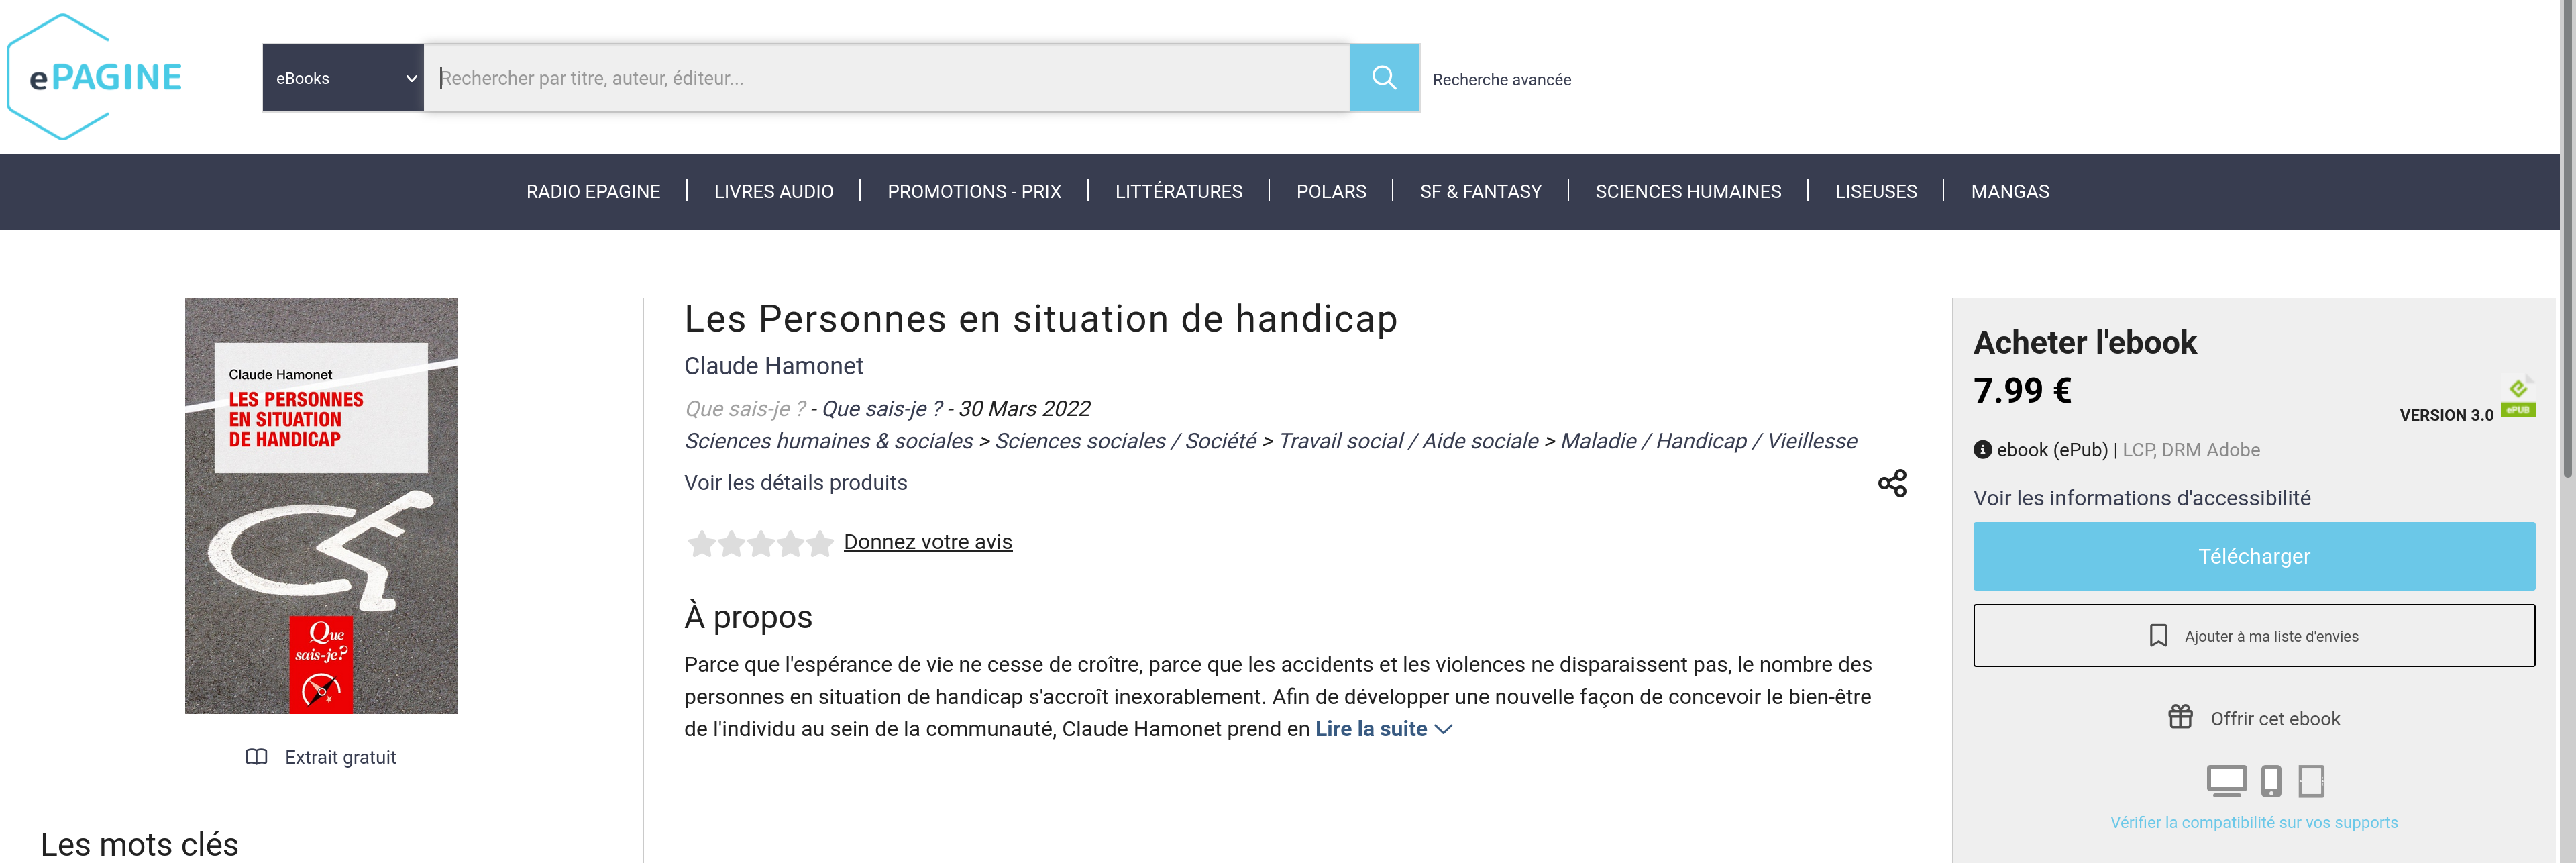 ePAGINE
eBooks
Rechercher par titre, auteur, éditeur...
Recherche avancée
RADIO EPAGINE
LIVRES AUDIO
PROMOTIONS - PRIX
LITTÉRATURES
POLARS
SF & FANTASY
SCIENCES HUMAINES
LISEUSES
MANGAS
Claude Hamonet
LES PERSONNES
EN SITUATION
DE HANDICAP
Que
sais-je?
Extrait gratuit
Les mots clés
Les Personnes en situation de handicap
Claude Hamonet
Que sais-je ? - Que sais-je ? - 30 Mars 2022
Sciences humaines & sociales > Sciences sociales / Société > Travail social / Aide sociale > Maladie / Handicap / Vieillesse
Voir les détails produits
Donnez votre avis
À propos
Parce que l'espérance de vie ne cesse de croître, parce que les accidents et les violences ne disparaissent pas, le nombre des
personnes en situation de handicap s'accroît inexorablement. Afin de développer une nouvelle façon de concevoir le bien-être
de l'individu au sein de la communauté, Claude Hamonet prend en Lire la suite
Acheter l'ebook
7.99 €
VERSION 3.0
ePUB
ebook (ePub) | LCP, DRM Adobe
Voir les informations d'accessibilité
Télécharger
Ajouter à ma liste d'envies
Offrir cet ebook
Vérifier la compatibilité sur vos supports